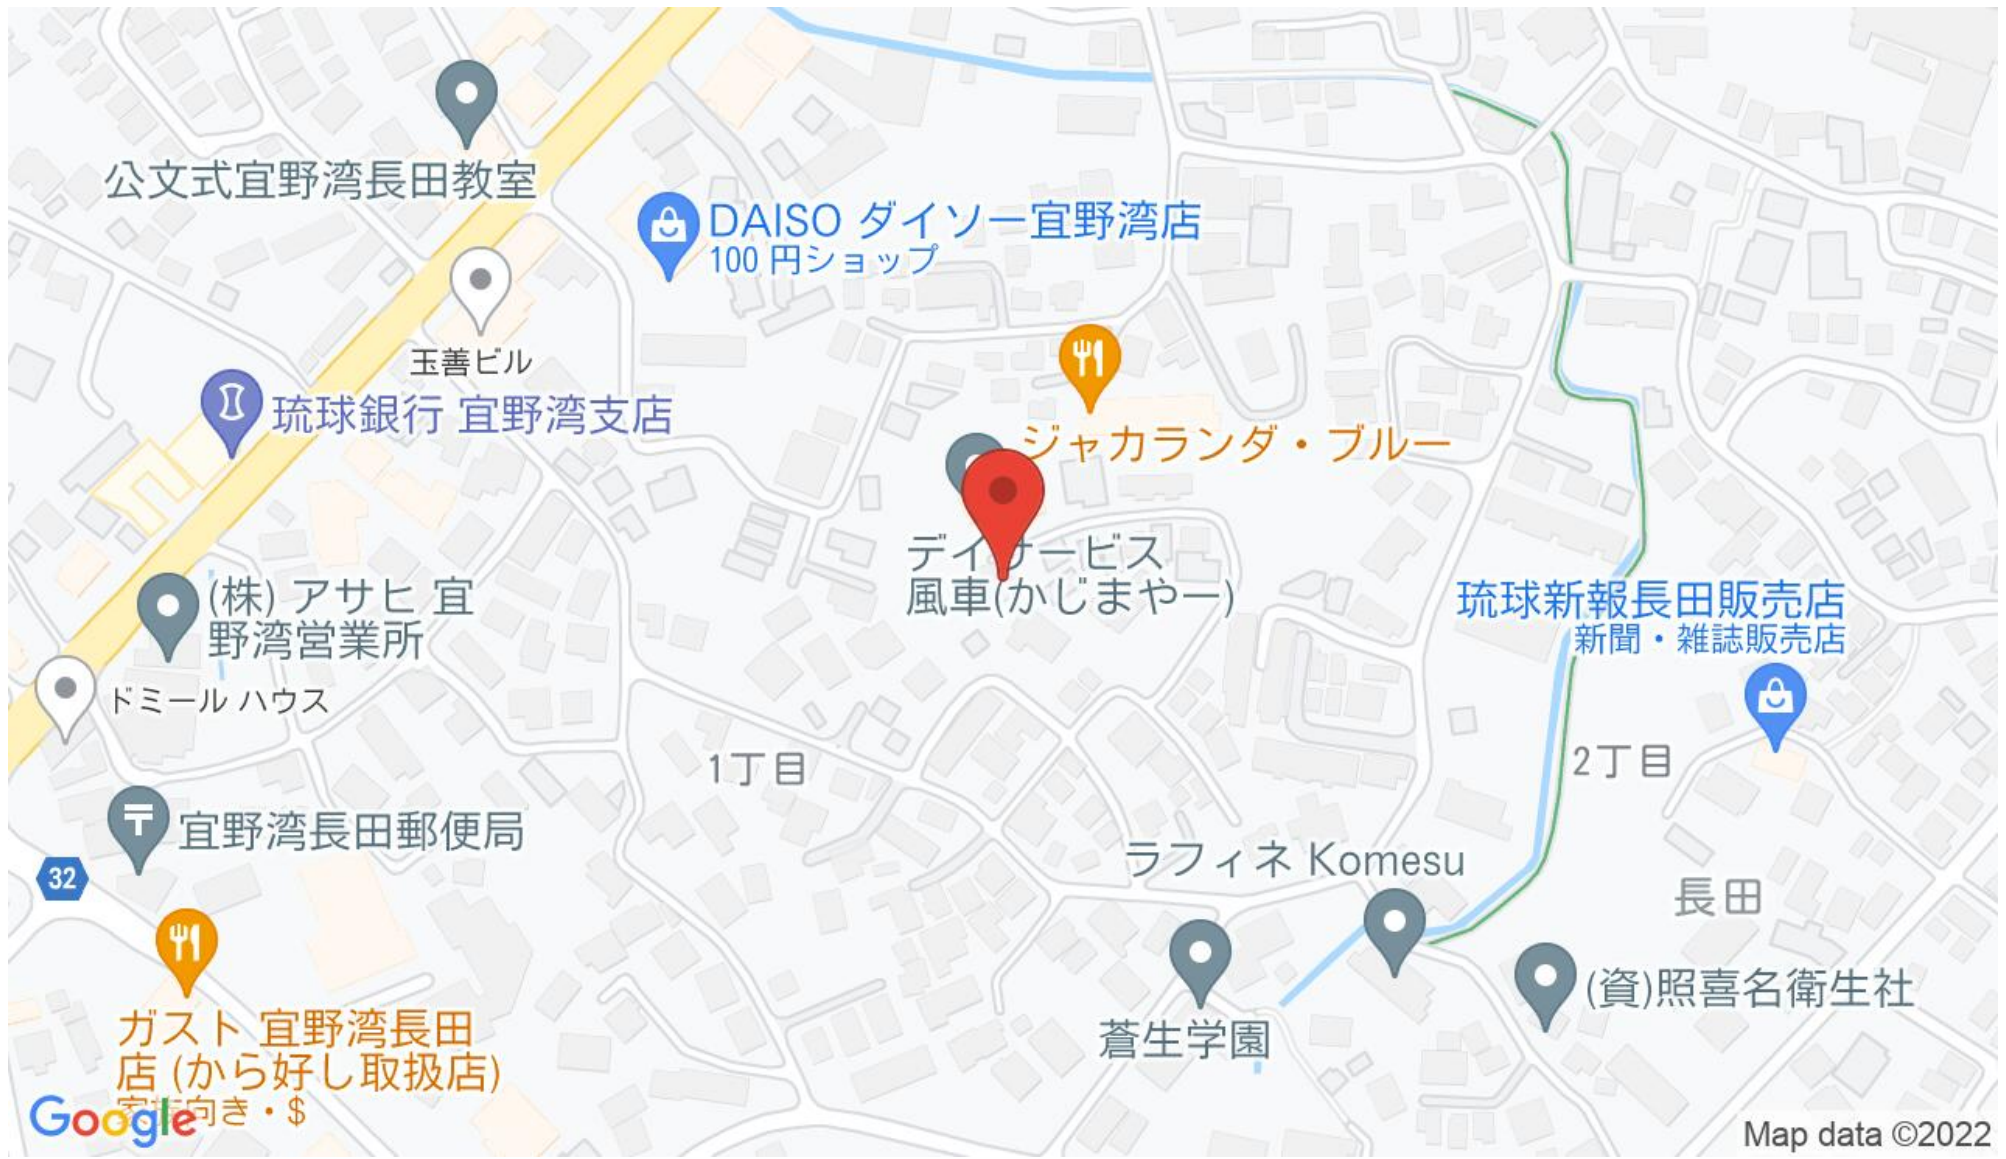 公文式宜野湾長田教室
DAISO ダイソー宜野湾店
100 円ショップ
玉善ビル
琉球銀行 宜野湾支店
ジャカランダ・ブルー
デイサービス
風車(かじまやー)
(株) アサヒ 宜
野湾営業所
琉球新報長田販売店
新聞・雑誌販売店
ドミール ハウス
1丁目
2丁目
宜野湾長田郵便局
ラフィネ Komesu
32
長田
(資)照喜名衛生社
蒼生学園
ガスト 宜野湾長田
店 (から好し取扱店)
家族向き・$
Google
Map data ©2022